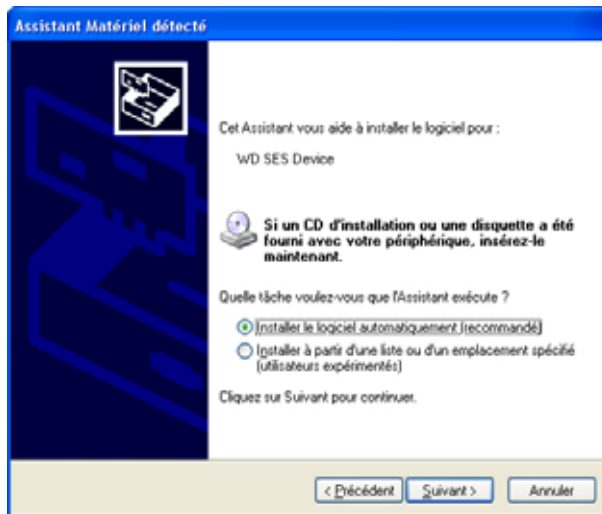 Assistant Matériel détecté
Cet Assistant vous aide à installer le logiciel pour :
WD SES Device
Si un CD d'installation ou une disquette a été
fourni avec votre périphérique, insérez-le
maintenant.
Quelle tâche voulez-vous que l'Assistant exécute ?
Installer le logiciel automatiquement (recommandé)
Installer à partir d'une liste ou d'un emplacement spécifié
(utilisateurs expérimentés)
Cliquez sur Suivant pour continuer.
< Précédent Suivant > Annuler